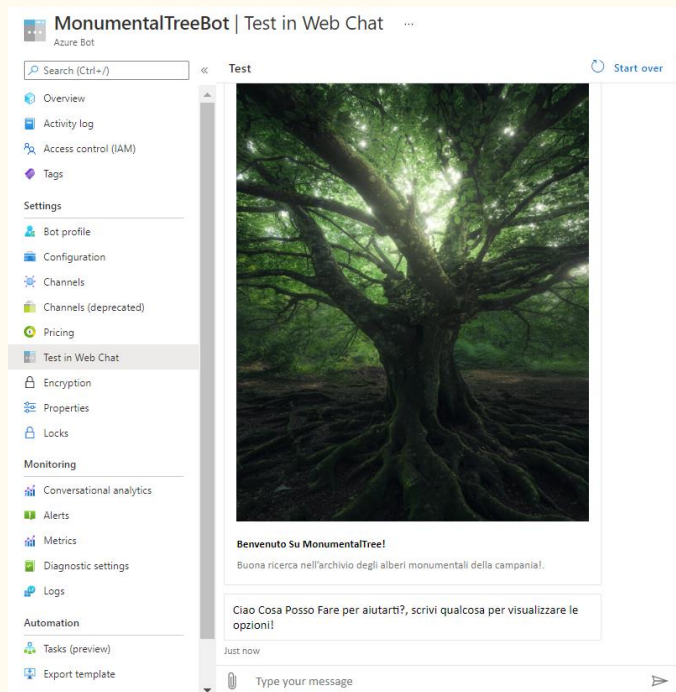 MonumentalTreeBot | Test in Web Chat ...
Azure Bot
Search (Ctrl+/)
«
Overview
Activity log
Access control (IAM)
Tags
Settings
Bot profile
Configuration
Channels
Channels (deprecated)
Pricing
Test in Web Chat
Encryption
Properties
Locks
Monitoring
Conversational analytics
Alerts
Metrics
Diagnostic settings
Logs
Automation
Tasks (preview)
Export template
Test
Start over
Benvenuto Su MonumentalTree!
Buona ricerca nell'archivio degli alberi monumentali della campania!.
Ciao Cosa Posso Fare per aiutarti?, scrivi qualcosa per visualizzare le
opzioni!
Just now
Type your message